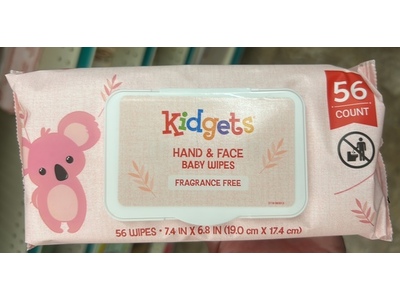 Kidgets
HAND & FACE
BABY WIPES
FRAGRANCE FREE
56
COUNT
56 WIPES • 7.4 IN X 6.8 IN (19.0 cm X 17.4 cm)